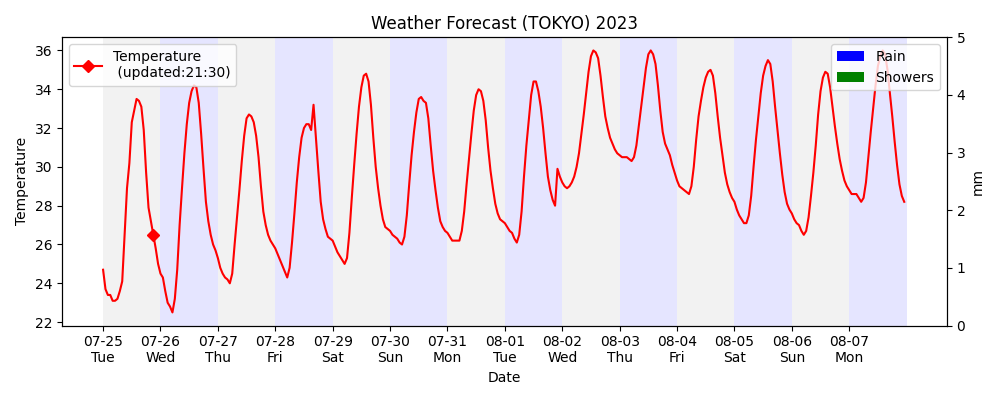 Weather Forecast (TOKYO) 2023
Temperature
(updated:21:30)
Rain
Showers
36
34
32
30
28
26
24
22
Temperature
5
4
3
2
1
0
mm
07-25 07-26 07-27 07-28 07-29 07-30 07-31 08-01 08-02 08-03 08-04 08-05 08-06 08-07
Tue Wed Thu Fri Sat Sun Mon Tue Wed Thu Fri Sat Sun Mon
Date